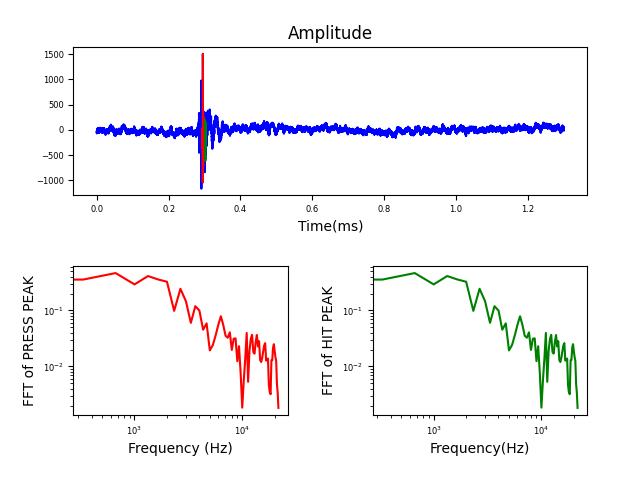 Amplitude
1500
1000
500
0
−500
−1000
0.0 0.2 0.4 0.6 0.8 1.0 1.2
Time(ms)
FFT of PRESS PEAK
10⁻¹
10⁻²
10³ 10⁴
Frequency (Hz)
FFT of HIT PEAK
10⁻¹
10⁻²
10³ 10⁴
Frequency(Hz)